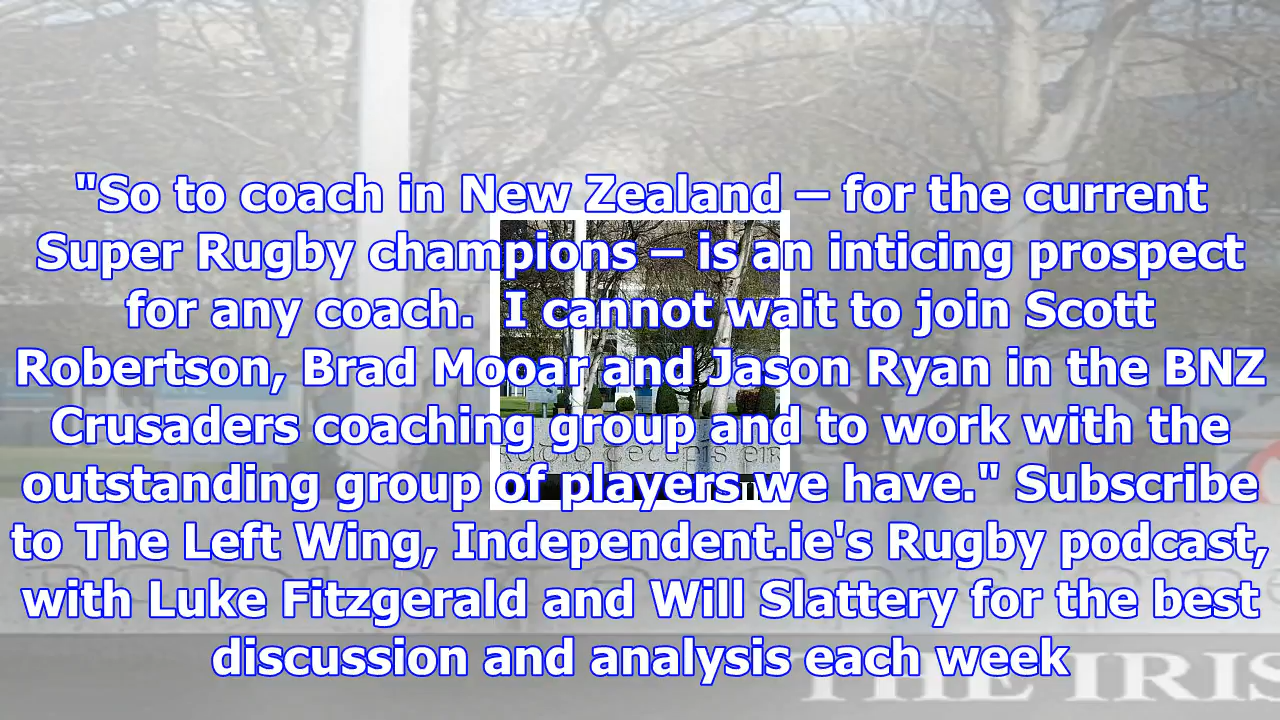 "So to coach in New Zealand – for the current
Super Rugby champions – is an inticing prospect
for any coach.  I cannot wait to join Scott
Robertson, Brad Mooar and Jason Ryan in the BNZ
Crusaders coaching group and to work with the
outstanding group of players we have." Subscribe
to The Left Wing, Independent.ie's Rugby podcast,
with Luke Fitzgerald and Will Slattery for the best
discussion and analysis each week
THE IRIS